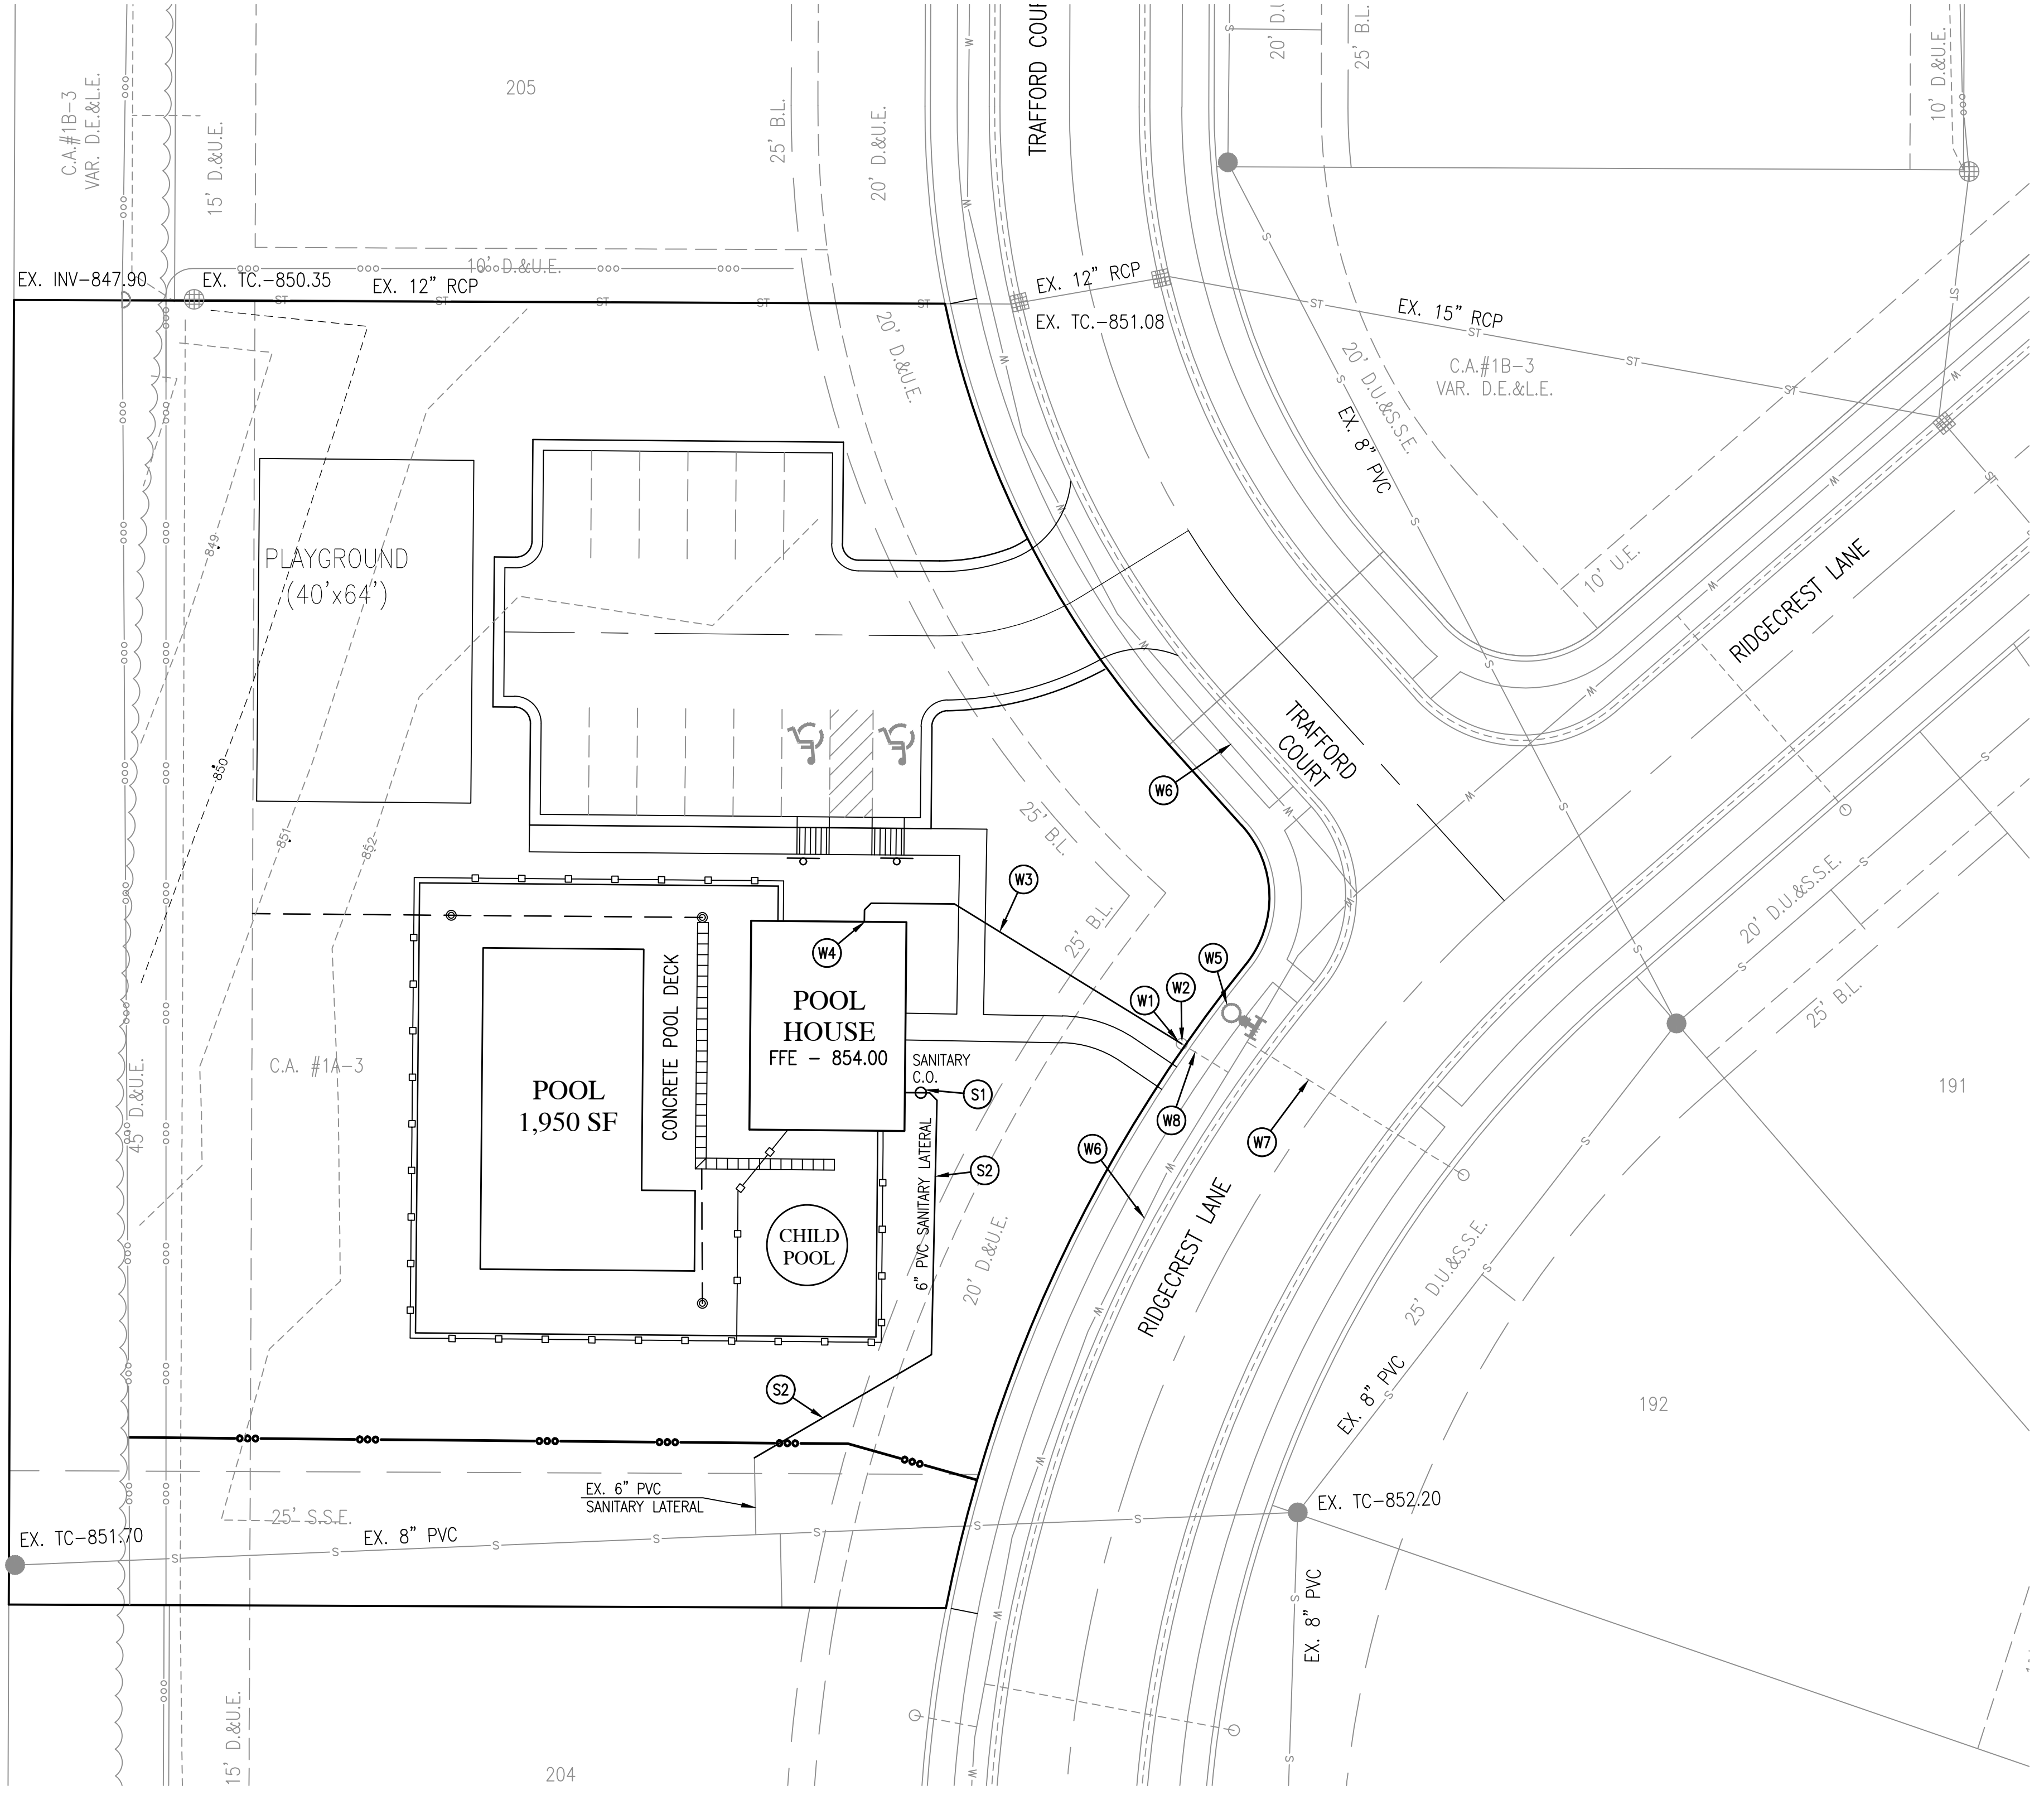 205
C.A.#1B-3
VAR. D.E.&L.E.
15' D.&U.E.
25' B.L.
20' D.&U.E.
TRAFFORD COUR
20' D.U
25' B.L.
10' D.&U.E.
EX. INV-847.90
EX. TC.-850.35
EX. 12" RCP
10' D.&U.E.
EX. 12" RCP
EX. TC.-851.08
EX. 15" RCP
20' D.&U.E.
20' D.U.&S.S.E.
C.A.#1B-3
VAR. D.E.&L.E.
EX. 8" PVC
849
PLAYGROUND
(40'x64')
10' U.E.
RIDGECREST LANE
850
851
852
TRAFFORD
COURT
W6
25' B.L.
W3
25' B.L.
W4
W5
W2
W1
20' D.U.&S.S.E.
25' B.L.
CONCRETE POOL DECK
POOL
HOUSE
FFE - 854.00
SANITARY
C.O.
S1
C.A. #1A-3
45' D.&U.E.
POOL
1,950 SF
W8
W7
W6
191
6" PVC SANITARY LATERAL
S2
20' D.&U.E.
RIDGECREST LANE
CHILD
POOL
25' D.U.&S.S.E.
S2
EX. 8" PVC
192
EX. 6" PVC
SANITARY LATERAL
25' S.S.E.
EX. TC-851.70
EX. 8" PVC
EX. TC-852.20
EX. 8" PVC
15' D.&U.E.
204